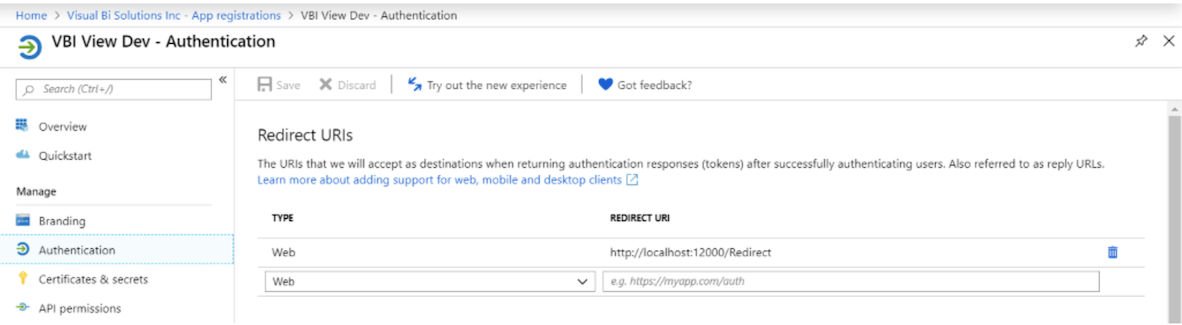 Home > Visual Bi Solutions Inc - App registrations > VBI View Dev - Authentication
VBI View Dev - Authentication
Search (Ctrl+/)
«
Save Discard Try out the new experience Got feedback?
Overview
Quickstart
Manage
Branding
Authentication
Certificates & secrets
API permissions
Redirect URIs
The URIs that we will accept as destinations when returning authentication responses (tokens) after successfully authenticating users. Also referred to as reply URLs.
Learn more about adding support for web, mobile and desktop clients
TYPE REDIRECT URI
Web http://localhost:12000/Redirect
Web e.g. https://myapp.com/auth